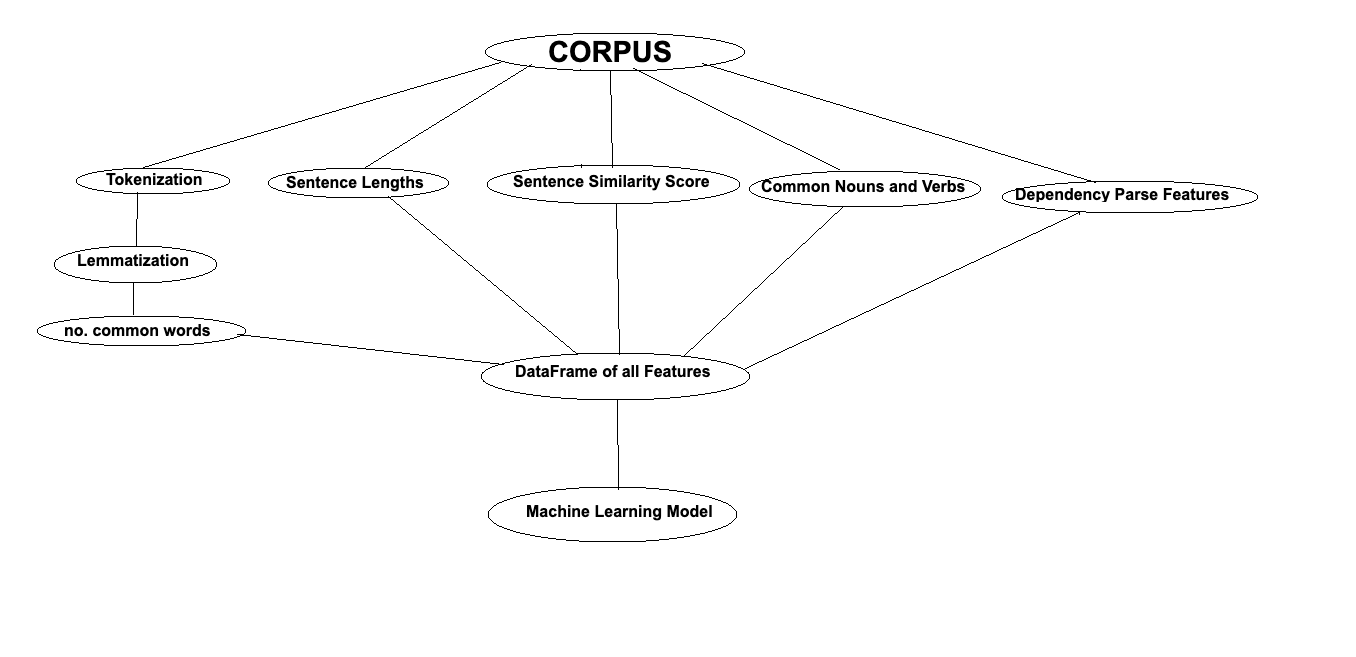 CORPUS
Tokenization
Sentence Lengths
Sentence Similarity Score
Common Nouns and Verbs
Dependency Parse Features
Lemmatization
no. common words
DataFrame of all Features
Machine Learning Model